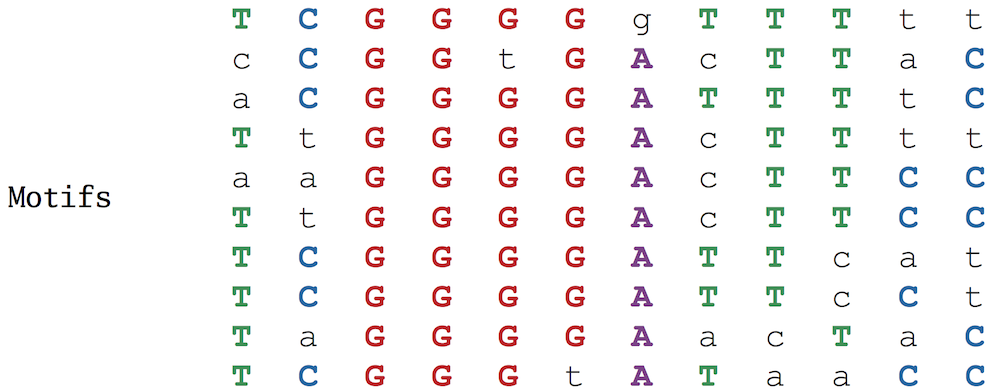 T C G G G G g T T T t t
c C G G t G A c T T a C
a C G G G G A T T T t C
T t G G G G A c T T t t
a a G G G G A c T T C C
Motifs
T t G G G G A c T T C C
T C G G G G A T T c a t
T C G G G G A T T c C t
T a G G G G A a c T a C
T C G G G t A T a a C C